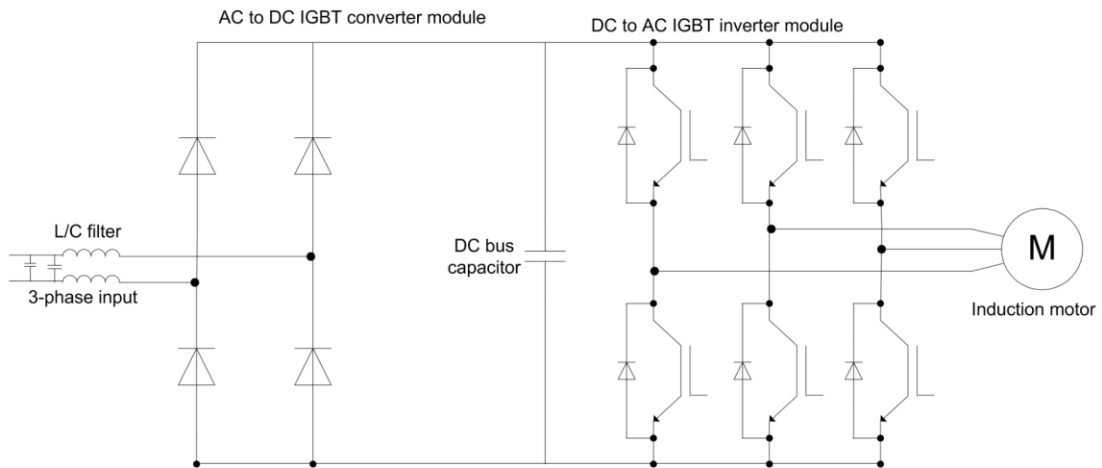 AC to DC IGBT converter module
DC to AC IGBT inverter module
L/C filter
3-phase input
DC bus
capacitor
M
Induction motor